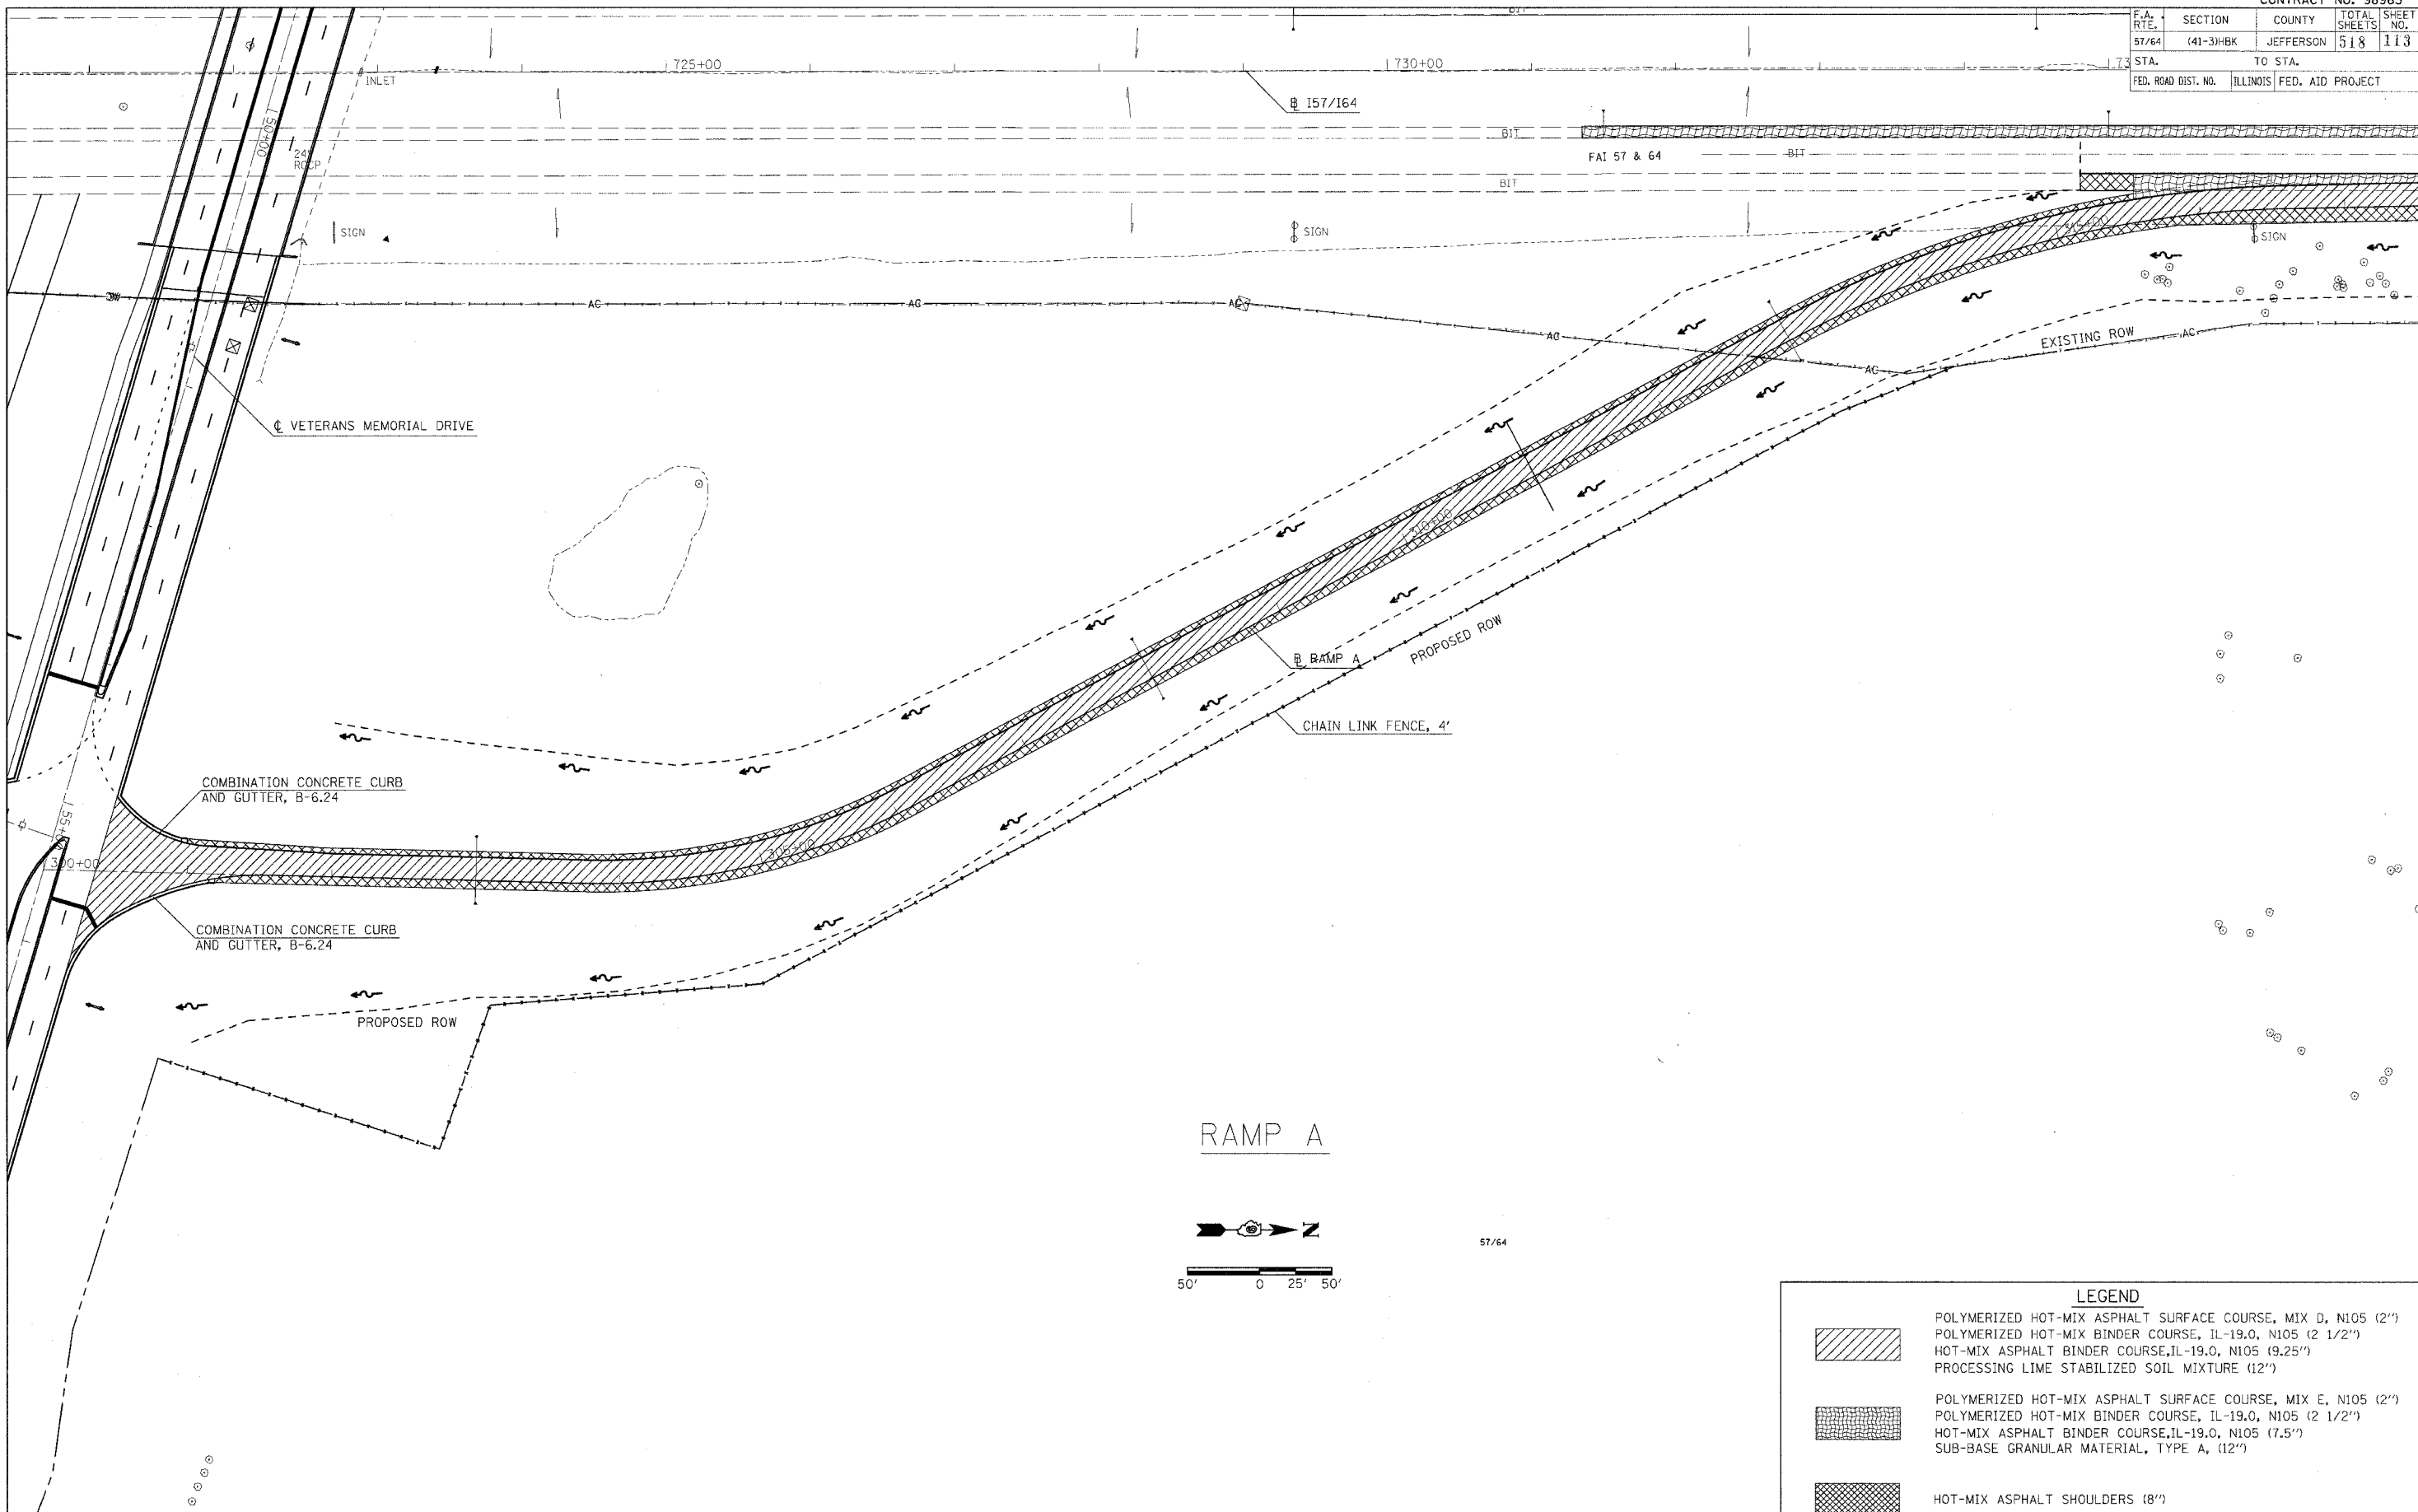 F.A. RTE. SECTION COUNTY TOTAL SHEETS SHEET NO.
57/64 (41-3)HBK JEFFERSON 518 113
STA. TO STA.
FED. ROAD DIST. NO. ILLINOIS FED. AID PROJECT
725+00
730+00
73
INLET
℄ I57/I64
BIT
FAI 57 & 64
BIT
BIT
150+00
24"
RCCP
SIGN
SIGN
SIGN
315+00
AC
AC
AC
AC
AC
EXISTING ROW
AC
℄ VETERANS MEMORIAL DRIVE
310+00
℄ RAMP A
PROPOSED ROW
CHAIN LINK FENCE, 4'
COMBINATION CONCRETE CURB
AND GUTTER, B-6.24
300+00
305+00
COMBINATION CONCRETE CURB
AND GUTTER, B-6.24
PROPOSED ROW
RAMP A
N
57/64
50' 0 25' 50'
LEGEND
POLYMERIZED HOT-MIX ASPHALT SURFACE COURSE, MIX D, N105 (2")
POLYMERIZED HOT-MIX BINDER COURSE, IL-19.0, N105 (2 1/2")
HOT-MIX ASPHALT BINDER COURSE,IL-19.0, N105 (9.25")
PROCESSING LIME STABILIZED SOIL MIXTURE (12")
POLYMERIZED HOT-MIX ASPHALT SURFACE COURSE, MIX E, N105 (2")
POLYMERIZED HOT-MIX BINDER COURSE, IL-19.0, N105 (2 1/2")
HOT-MIX ASPHALT BINDER COURSE,IL-19.0, N105 (7.5")
SUB-BASE GRANULAR MATERIAL, TYPE A, (12")
HOT-MIX ASPHALT SHOULDERS (8")